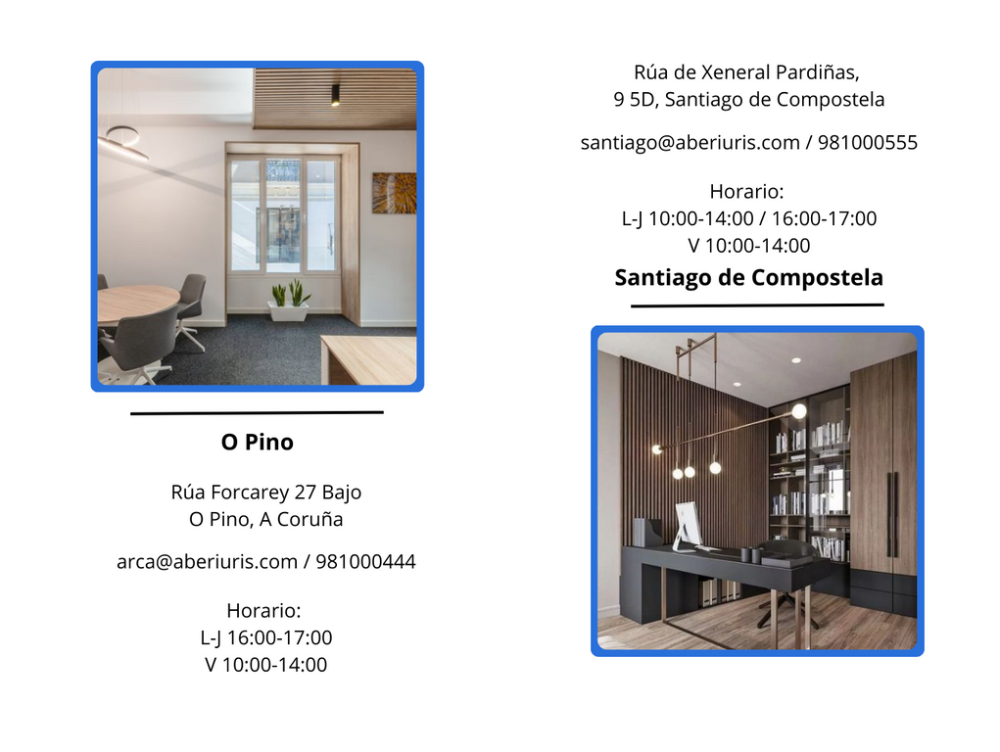 O Pino
Rúa Forcarey 27 Bajo
O Pino, A Coruña
arca@aberiuris.com / 981000444
Horario:
L-J 16:00-17:00
V 10:00-14:00
Rúa de Xeneral Pardiñas,
9 5D, Santiago de Compostela
santiago@aberiuris.com / 981000555
Horario:
L-J 10:00-14:00 / 16:00-17:00
V 10:00-14:00
Santiago de Compostela